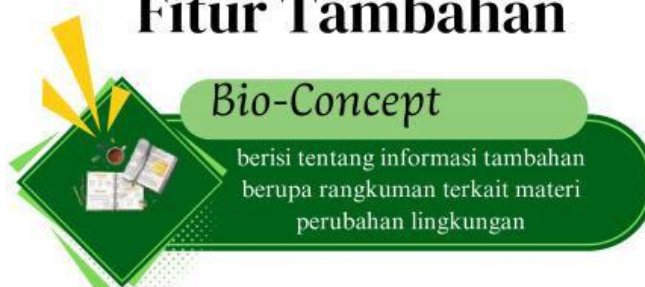 Fitur Tambahan
Bio-Concept
berisi tentang informasi tambahan
berupa rangkuman terkait materi
perubahan lingkungan